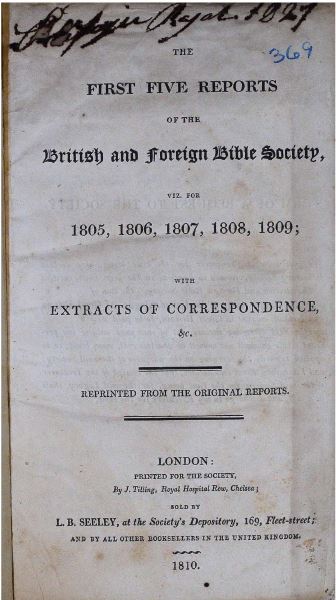 Royal 1827
369
THE
FIRST FIVE REPORTS
OF THE
British and Foreign Bible Society,
VIZ. FOR
1805, 1806, 1807, 1808, 1809;
WITH
EXTRACTS OF CORRESPONDENCE,
&c.
REPRINTED FROM THE ORIGINAL REPORTS.
LONDON:
PRINTED FOR THE SOCIETY,
By J. Tilling, Royal Hospital Row, Chelsea;
SOLD BY
L. B. SEELEY, at the Society's Depository, 169, Fleet-street;
AND BY ALL OTHER BOOKSELLERS IN THE UNITED KINGDOM.
1810.